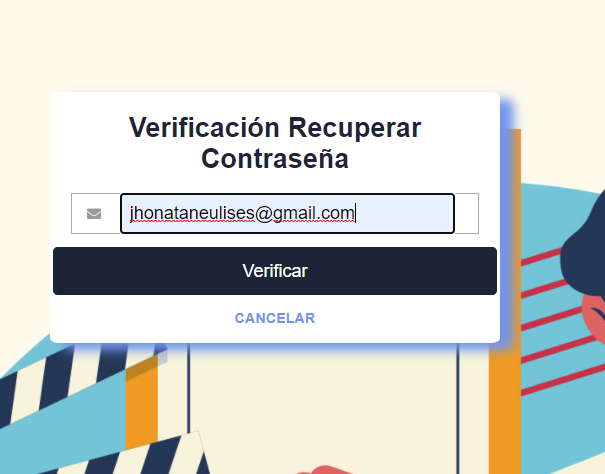 Verificación Recuperar
Contraseña
jhonataneulises@gmail.com
Verificar
CANCELAR